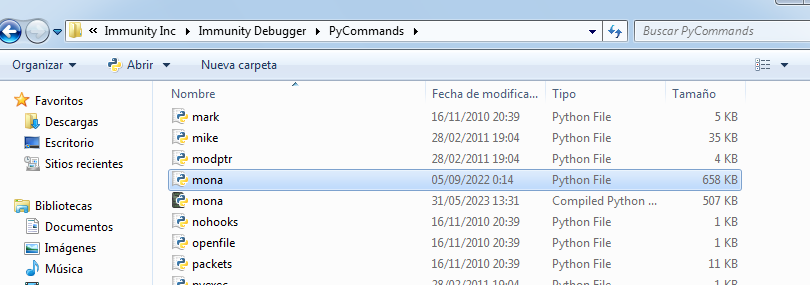 « Immunity Inc Immunity Debugger PyCommands Buscar PyCommands
Organizar Abrir Nueva carpeta
Favoritos
Descargas
Escritorio
Sitios recientes
Bibliotecas
Documentos
Imágenes
Música
Nombre Fecha de modifica... Tipo Tamaño
mark 16/11/2010 20:39 Python File 5 KB
mike 28/02/2011 19:04 Python File 35 KB
modptr 28/02/2011 19:04 Python File 4 KB
mona 05/09/2022 0:14 Python File 658 KB
mona 31/05/2023 13:31 Compiled Python ... 507 KB
nohooks 16/11/2010 20:39 Python File 1 KB
openfile 16/11/2010 20:39 Python File 1 KB
packets 16/11/2010 20:39 Python File 11 KB
28/02/2011 19:04 Python File 1 KB